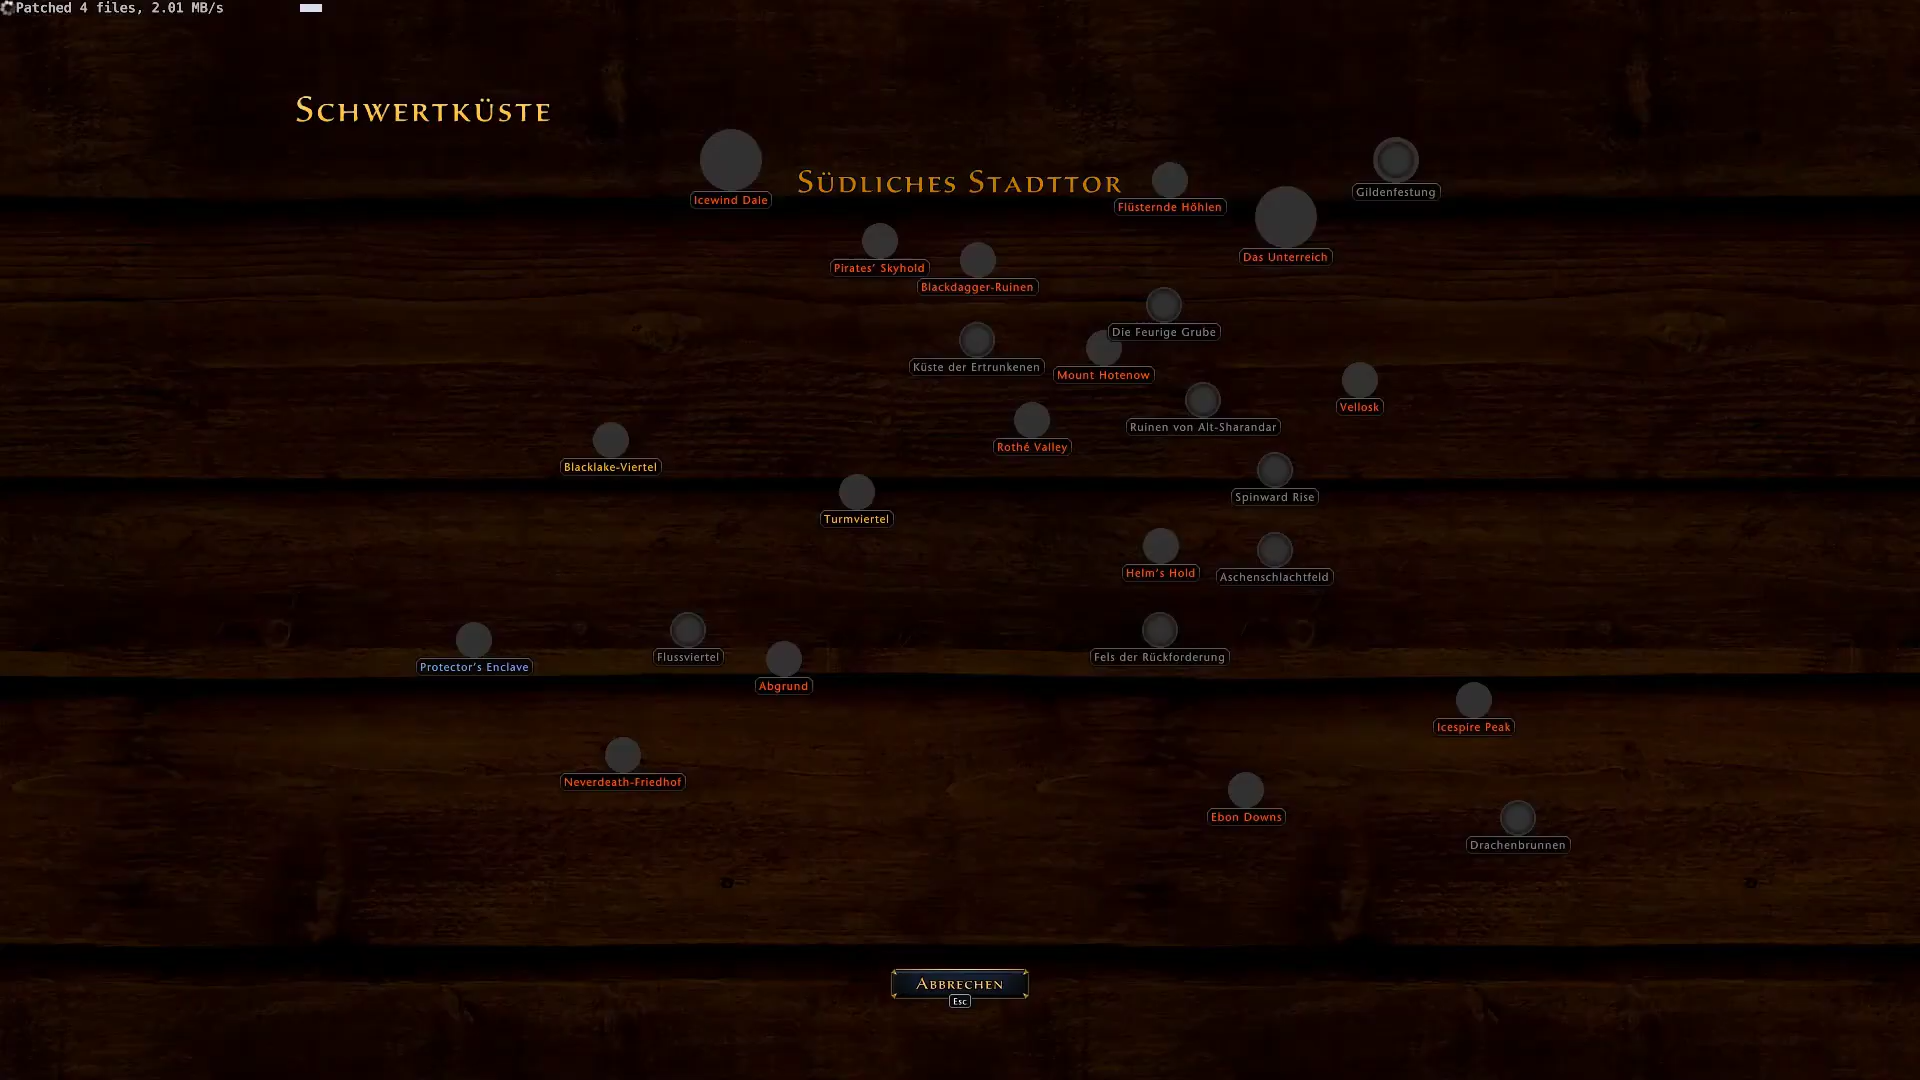 Patched 4 files, 2.01 MB/s
Schwertküste
Südliches Stadttor
Icewind Dale
Flüsternde Höhlen
Gildenfestung
Das Unterreich
Pirates' Skyhold
Blackdagger-Ruinen
Die Feurige Grube
Küste der Ertrunkenen
Mount Hotenow
Vellosk
Ruinen von Alt-Sharandar
Rothé Valley
Blacklake-Viertel
Spinward Rise
Turmviertel
Helm's Hold
Aschenschlachtfeld
Protector's Enclave
Flussviertel
Fels der Rückforderung
Abgrund
Icespire Peak
Neverdeath-Friedhof
Ebon Downs
Drachenbrunnen
Abbrechen
Esc